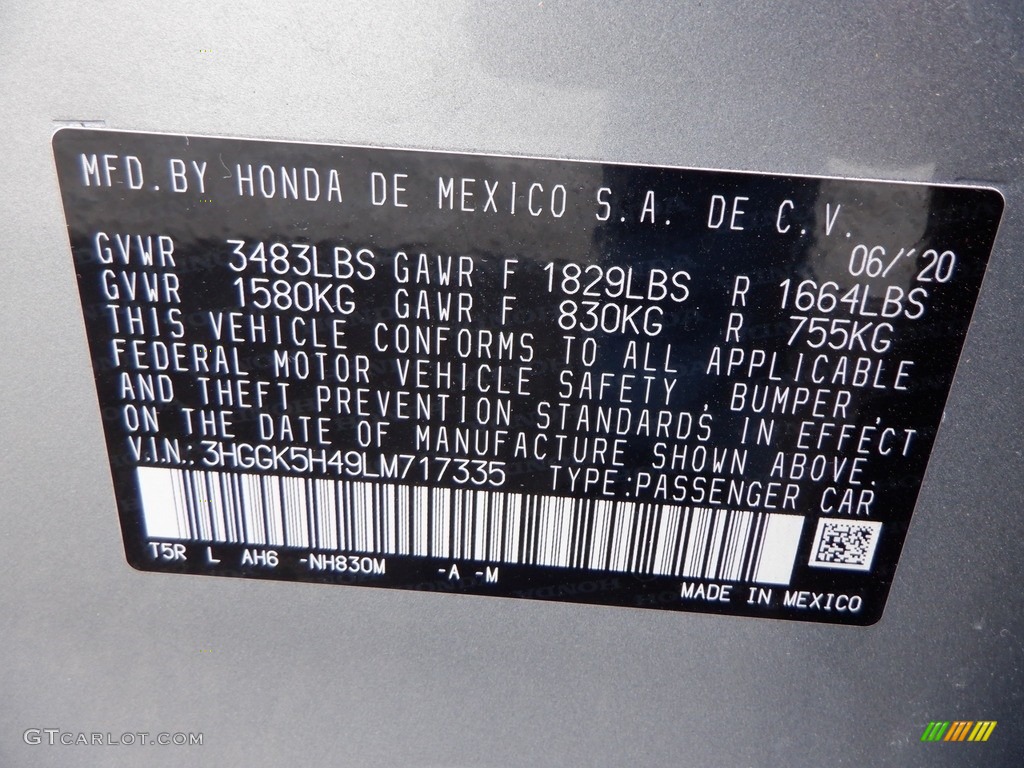 MFD.BY HONDA DE MEXICO S.A. DE C.V.
06/'20
GVWR 3483LBS GAWR F 1829LBS R 1664LBS
GVWR 1580KG GAWR F 830KG R 755KG
THIS VEHICLE CONFORMS TO ALL APPLICABLE
FEDERAL MOTOR VEHICLE SAFETY, BUMPER,
AND THEFT PREVENTION STANDARDS IN EFFECT
ON THE DATE OF MANUFACTURE SHOWN ABOVE.
V.I.N.: 3HGGK5H49LM717335 TYPE:PASSENGER CAR
T5R L AH6 -NH830M -A -M
MADE IN MEXICO
GTCARLOT.COM